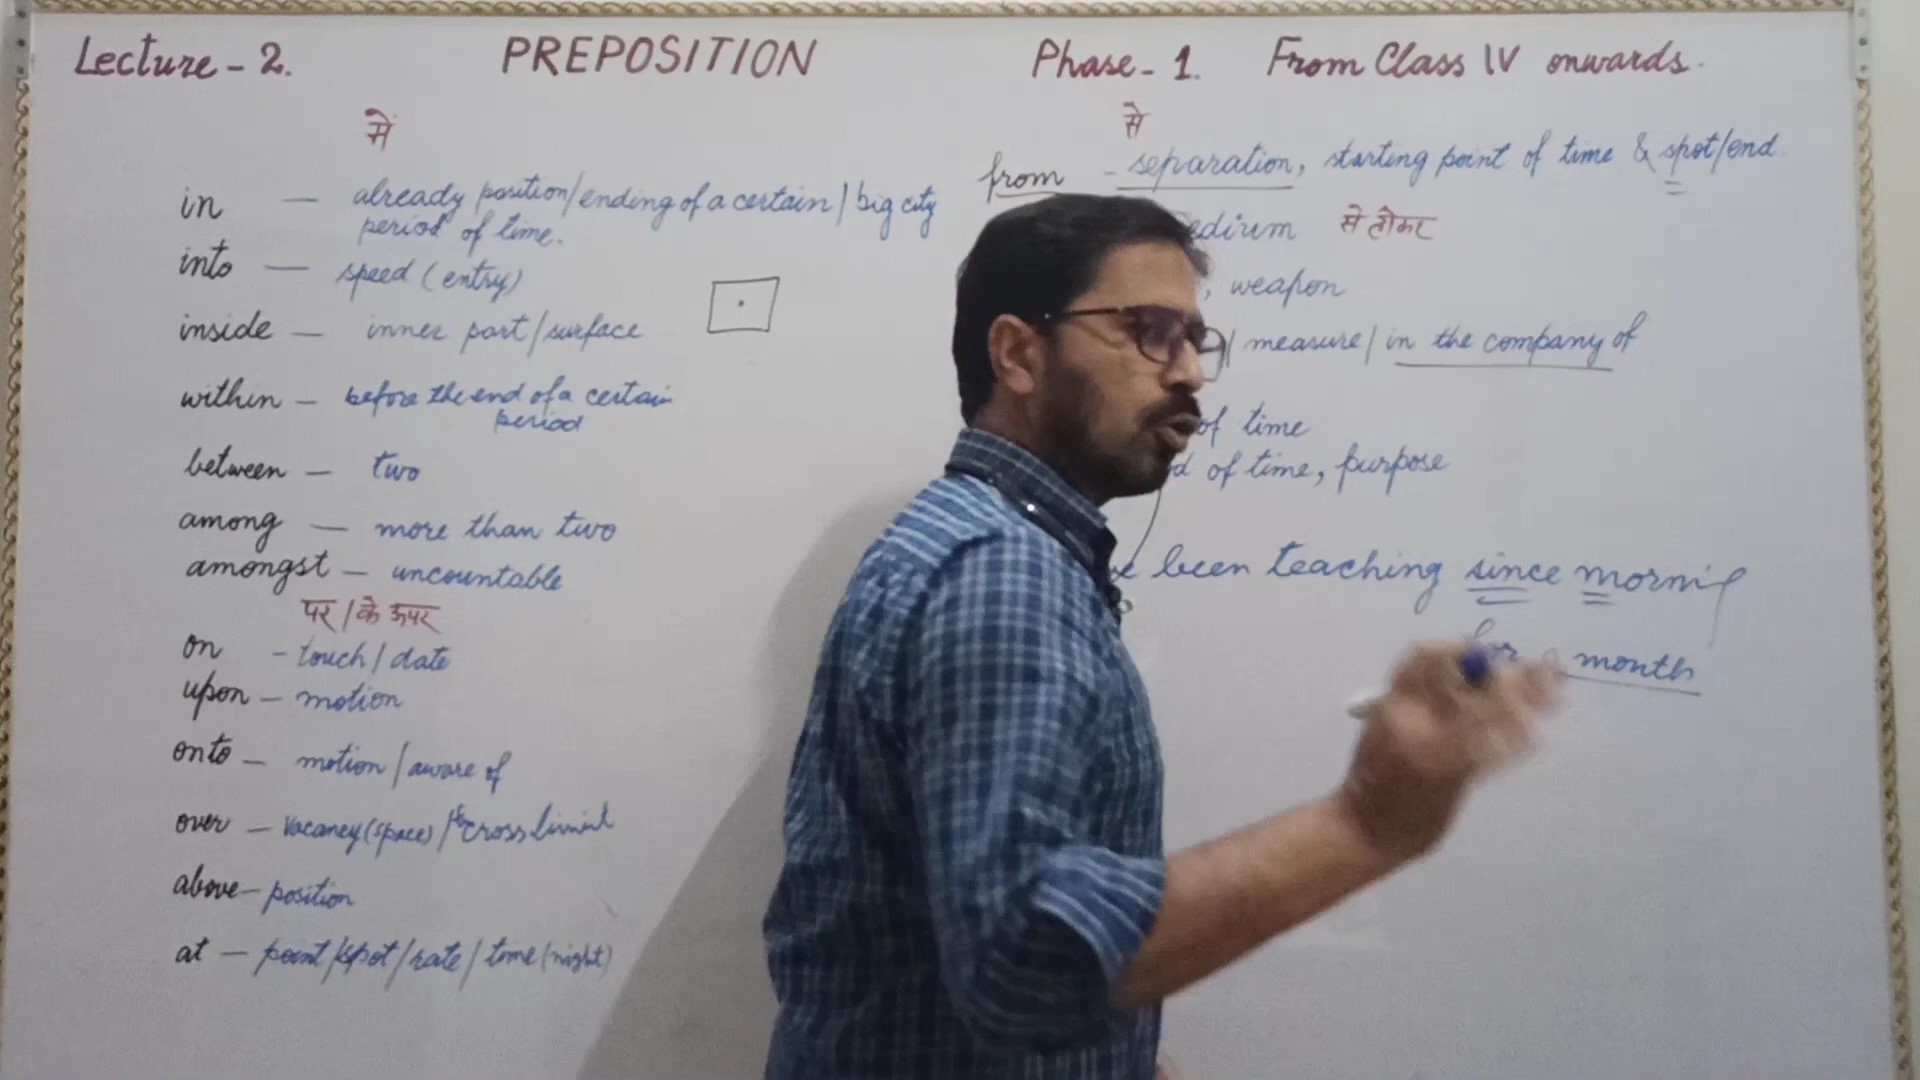 Lecture - 2. PREPOSITION Phase - 1. From Class IV onwards.
में
in — already position/ending of a certain / big city
period of time.
into — speed (entry)
inside — inner part/surface
within — before the end of a certain
period
between — two
among — more than two
amongst — uncountable
पर/के ऊपर
on - touch/date
upon - motion
onto - motion/aware of
over - vacancy(space)/ cross limit
above - position
at - point/spot/rate/time(night)
से
from - separation, starting point of time & spot/end
edium से होकर
, weapon
/ measure / in the company of
of time
d of time, purpose
been teaching since morning
for a month